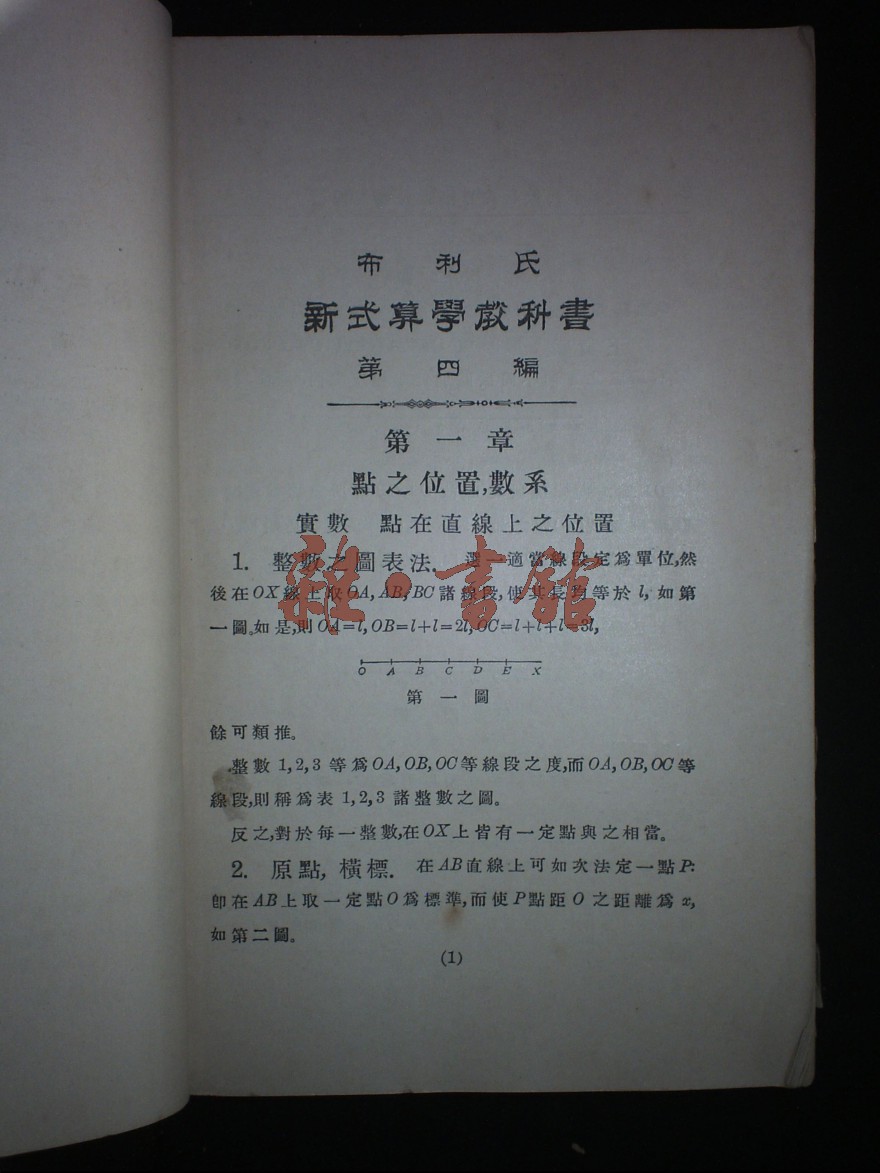 布利氏
新式算學教科書
第四編
第一章
點之位置,數系
實數 點在直線上之位置
1. 整數之圖表法. 選一適當線段定爲單位,然
後在OX線上取OA, AB, BC諸線段,使其長均等於l,如第
一圖。如是,則OA=l, OB=l+l=2l, OC=l+l+l=3l,
O A B C D E X
第一圖
餘可類推。
整數1,2,3等爲OA, OB, OC等線段之度,而OA, OB, OC等
線段,則稱爲表1,2,3諸整數之圖。
反之,對於每一整數,在OX上皆有一定點與之相當。
2. 原點, 橫標. 在AB直線上可如次法定一點P:
卽在AB上取一定點O爲標準,而使P點距O之距離爲x,
如第二圖。
(1)
雜·書館